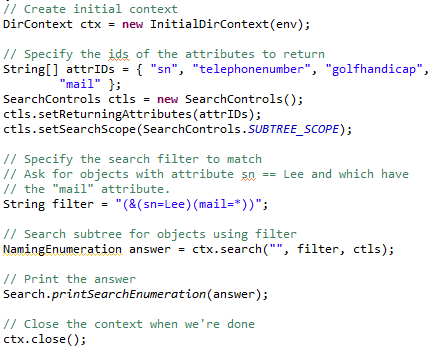 // Create initial context
DirContext ctx = new InitialDirContext(env);
// Specify the ids of the attributes to return
String[] attrIDs = { "sn", "telephonenumber", "golfhandicap",
"mail" };
SearchControls ctls = new SearchControls();
ctls.setReturningAttributes(attrIDs);
ctls.setSearchScope(SearchControls.SUBTREE_SCOPE);
// Specify the search filter to match
// Ask for objects with attribute sn == Lee and which have
// the "mail" attribute.
String filter = "(&(sn=Lee)(mail=*))";
// Search subtree for objects using filter
NamingEnumeration answer = ctx.search("", filter, ctls);
// Print the answer
Search.printSearchEnumeration(answer);
// Close the context when we're done
ctx.close();